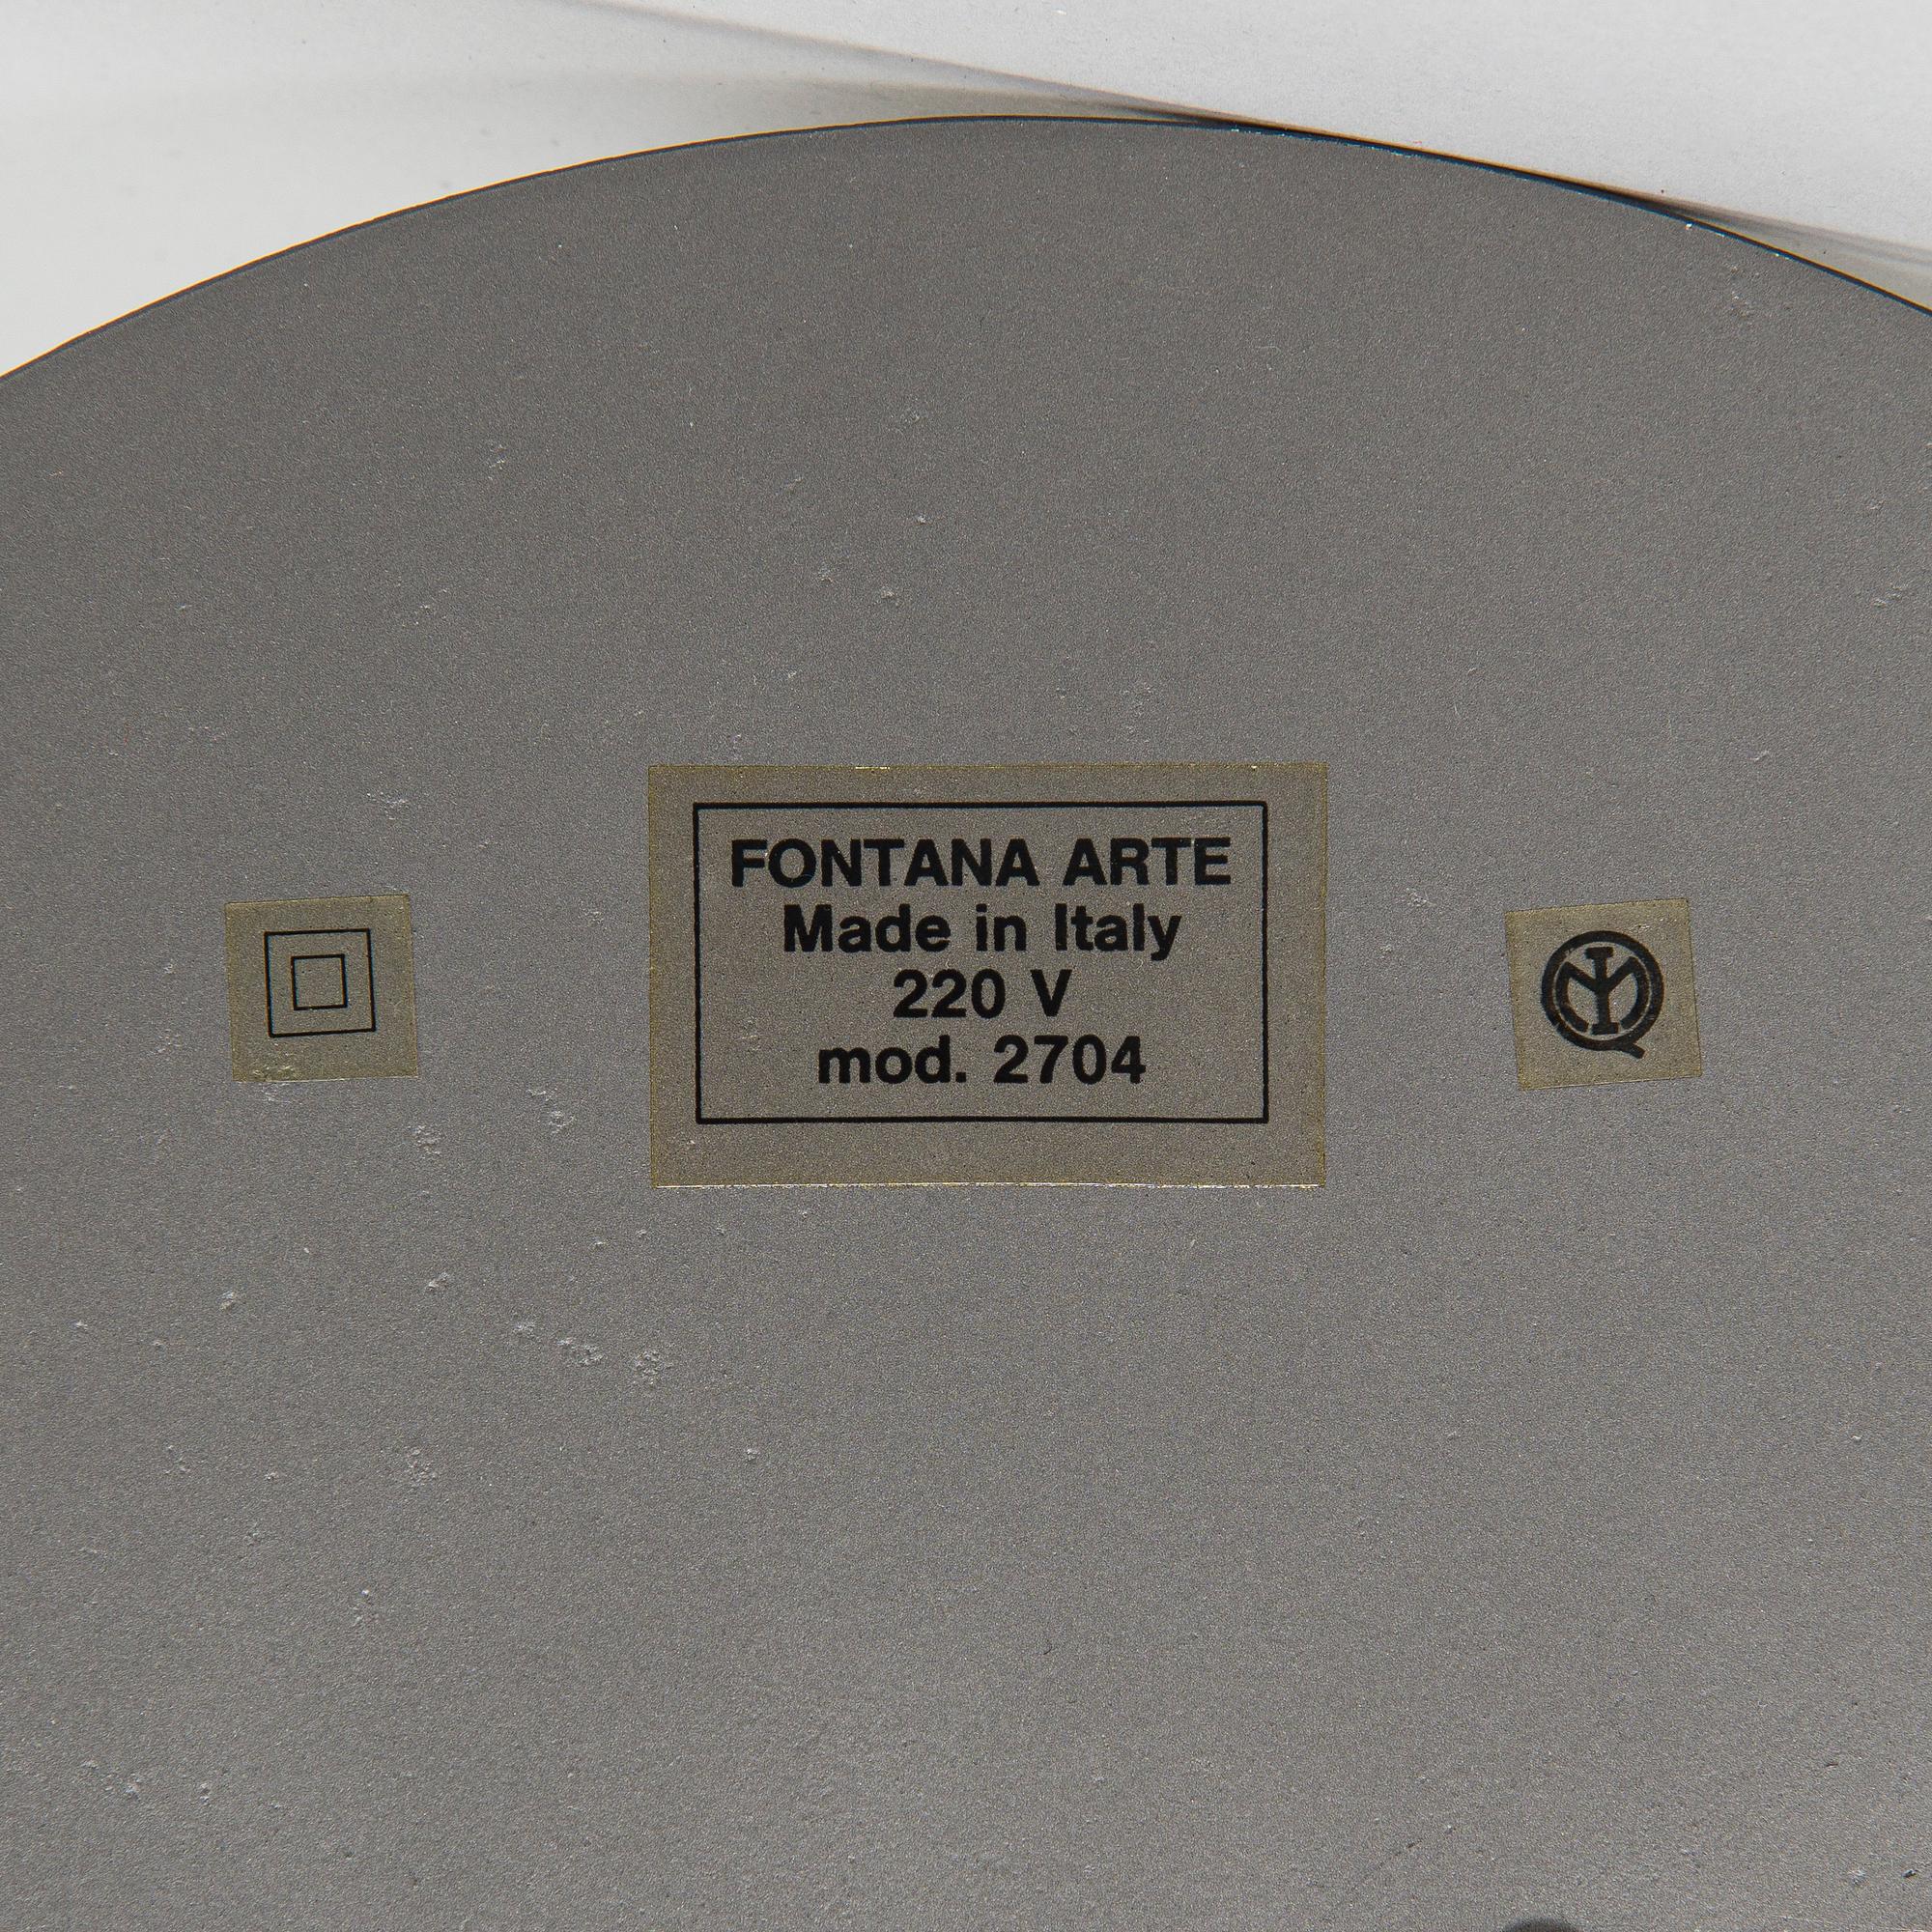 FONTANA ARTE
Made in Italy
220 V
mod. 2704